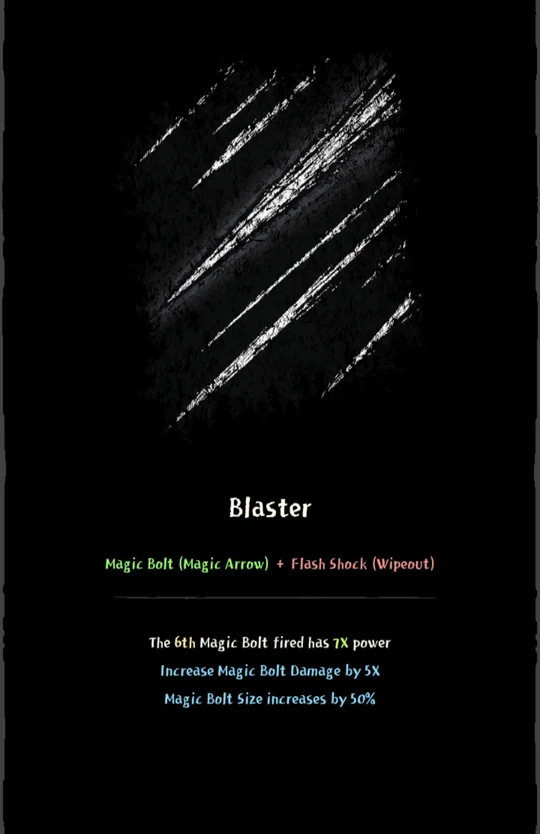 Blaster
Magic Bolt (Magic Arrow) + Flash Shock (Wipeout)
The 6th Magic Bolt fired has 7X power
Increase Magic Bolt Damage by 5X
Magic Bolt Size increases by 50%